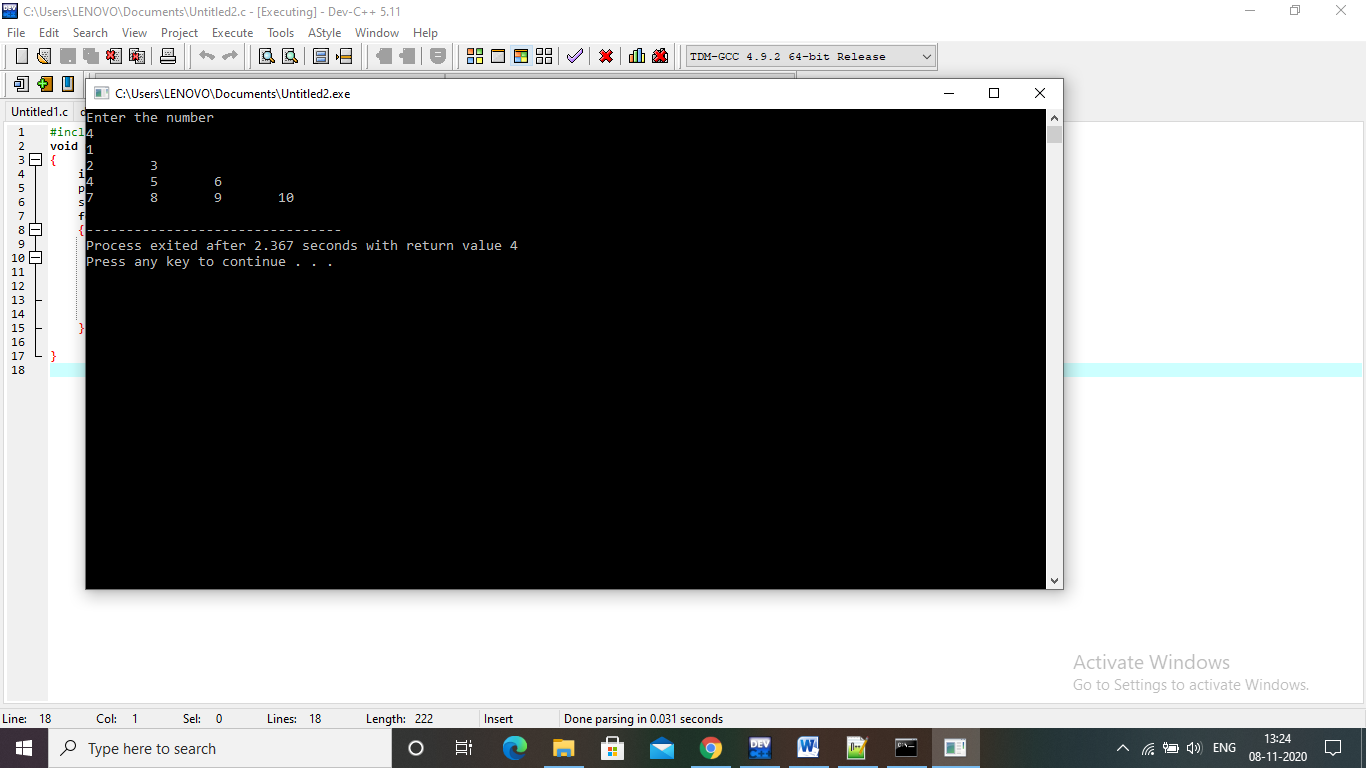 C:\Users\LENOVO\Documents\Untitled2.c - [Executing] - Dev-C++ 5.11
File Edit Search View Project Execute Tools AStyle Window Help
TDM-GCC 4.9.2 64-bit Release
C:\Users\LENOVO\Documents\Untitled2.exe
Untitled1.c
Enter the number
4
1
2 3
4 5 6
7 8 9 10
--------------------------------
Process exited after 2.367 seconds with return value 4
Press any key to continue . . .
1 #incl
2 void
3 {
4 i
5 p
6 s
7 f
8 {
9
10
11
12
13
14
15 }
16
17 }
18
Activate Windows
Go to Settings to activate Windows.
Line: 18 Col: 1 Sel: 0 Lines: 18 Length: 222 Insert Done parsing in 0.031 seconds
Type here to search
DEV
ENG
13:24
08-11-2020